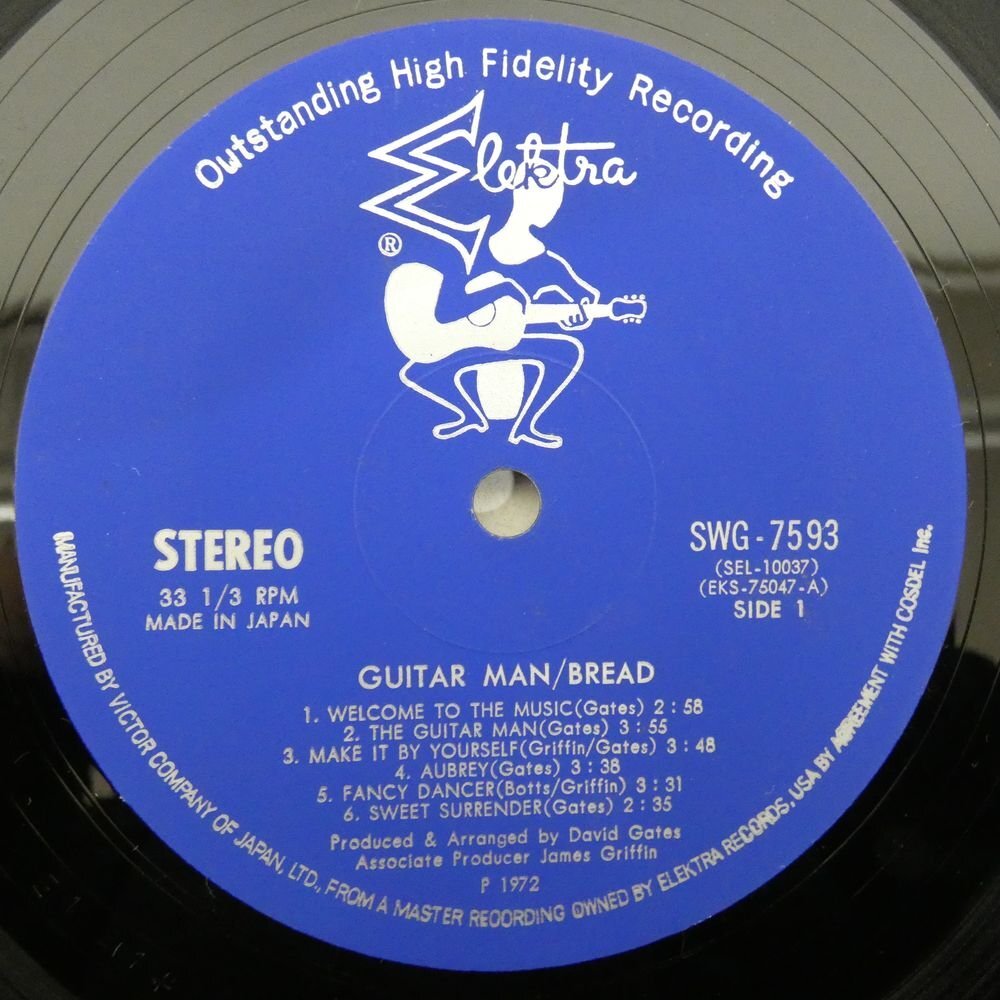 Outstanding High Fidelity Recording
Elektra
®
STEREO
33 1/3 RPM
MADE IN JAPAN
SWG-7593
(SEL-10037)
(EKS-75047-A)
SIDE 1
GUITAR MAN/BREAD
1. WELCOME TO THE MUSIC(Gates) 2:58
2. THE GUITAR MAN(Gates) 3:55
3. MAKE IT BY YOURSELF(Griffin/Gates) 3:48
4. AUBREY(Gates) 3:38
5. FANCY DANCER(Botts/Griffin) 3:31
6. SWEET SURRENDER(Gates) 2:35
Produced & Arranged by David Gates
Associate Producer James Griffin
P 1972
MANUFACTURED BY VICTOR COMPANY OF JAPAN, LTD., FROM A MASTER RECORDING OWNED BY ELEKTRA RECORDS, USA BY AGREEMENT WITH COSDEL Inc.